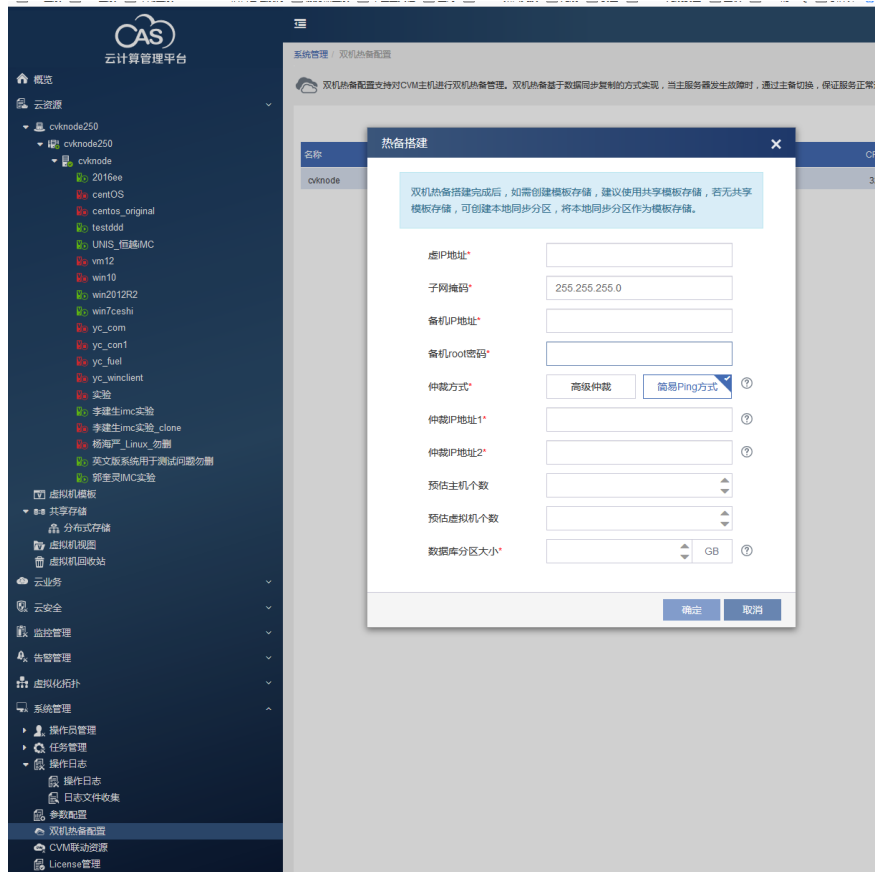 CAS
云计算管理平台
概览
云资源
cvknode250
cvknode250
cvknode
2016ee
centOS
centos_original
testddd
UNIS_恒越iMC
vm12
win10
win2012R2
win7ceshi
yc_com
yc_con1
yc_fuel
yc_winclient
实验
李建生imc实验
李建生imc实验_clone
杨海严_Linux_勿删
英文版系统用于测试问题勿删
郭奎灵IMC实验
虚拟机模板
共享存储
分布式存储
虚拟机视图
虚拟机回收站
云业务
云安全
监控管理
告警管理
虚拟化拓扑
系统管理
操作员管理
任务管理
操作日志
操作日志
日志文件收集
参数配置
双机热备配置
CVM联动资源
License管理
系统管理 / 双机热备配置
双机热备配置支持对CVM主机进行双机热备管理。双机热备基于数据同步复制的方式实现，当主服务器发生故障时，通过主备切换，保证服务正常
名称
cvknode
热备搭建
双机热备搭建完成后，如需创建模板存储，建议使用共享模板存储，若无共享
模板存储，可创建本地同步分区，将本地同步分区作为模板存储。
虚IP地址*
子网掩码* 255.255.255.0
备机IP地址*
备机root密码*
仲裁方式* 高级仲裁 简易Ping方式
仲裁IP地址1*
仲裁IP地址2*
预估主机个数
预估虚拟机个数
数据库分区大小* GB
确定 取消